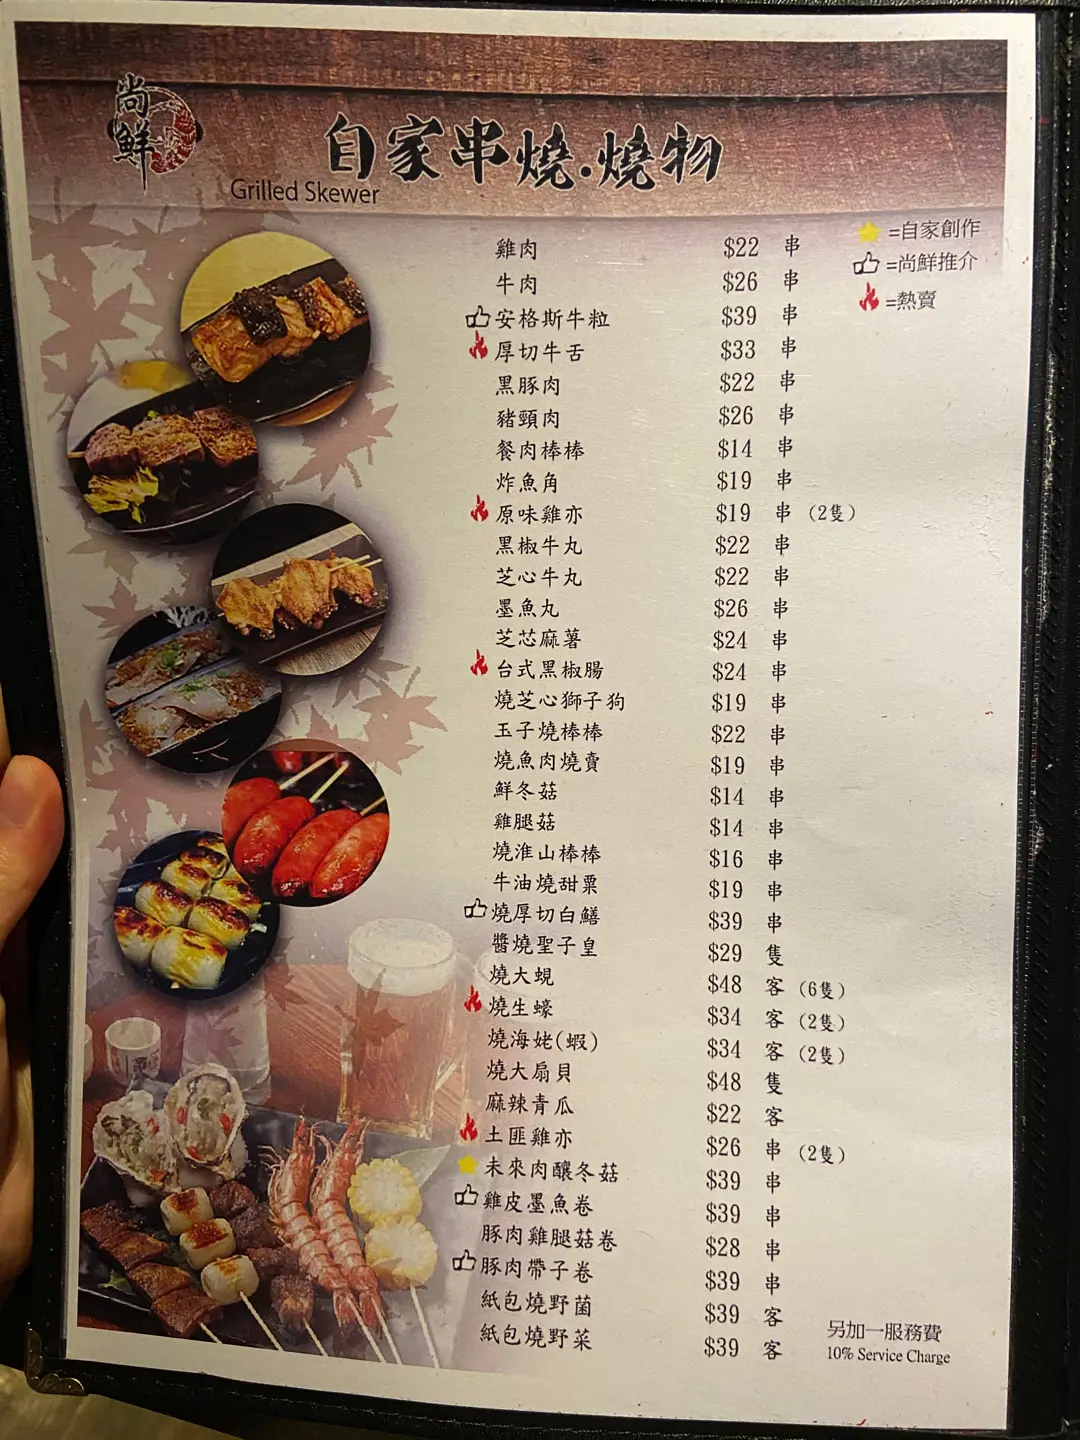 尚鮮
自家串燒·燒物
Grilled Skewer
=自家創作
=尚鮮推介
=熱賣
雞肉 $22 串
牛肉 $26 串
安格斯牛粒 $39 串
厚切牛舌 $33 串
黑豚肉 $22 串
豬頸肉 $26 串
餐肉棒棒 $14 串
炸魚角 $19 串
原味雞亦 $19 串 (2隻)
黑椒牛丸 $22 串
芝心牛丸 $22 串
墨魚丸 $26 串
芝芯麻薯 $24 串
台式黑椒腸 $24 串
燒芝心獅子狗 $19 串
玉子燒棒棒 $22 串
燒魚肉燒賣 $19 串
鮮冬菇 $14 串
雞腿菇 $14 串
燒淮山棒棒 $16 串
牛油燒甜粟 $19 串
燒厚切白鱔 $39 串
醬燒聖子皇 $29 隻
燒大蜆 $48 客 (6隻)
燒生蠔 $34 客 (2隻)
燒海姥(蝦) $34 客 (2隻)
燒大扇貝 $48 隻
麻辣青瓜 $22 客
土匪雞亦 $26 串 (2隻)
未來肉釀冬菇 $39 串
雞皮墨魚卷 $39 串
豚肉雞腿菇卷 $28 串
豚肉帶子卷 $39 串
紙包燒野菌 $39 客
紙包燒野菜 $39 客
另加一服務費
10% Service Charge